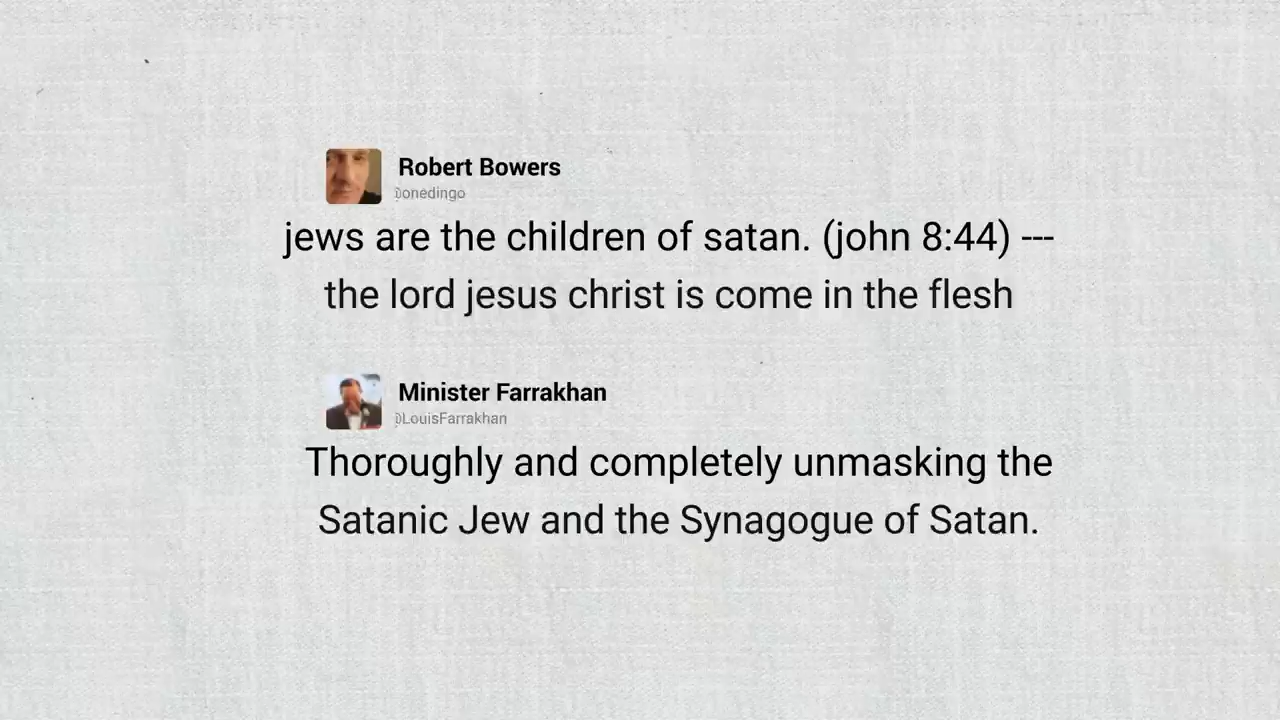 Robert Bowers
@onedingo
jews are the children of satan. (john 8:44) ---
the lord jesus christ is come in the flesh
Minister Farrakhan
@LouisFarrakhan
Thoroughly and completely unmasking the
Satanic Jew and the Synagogue of Satan.